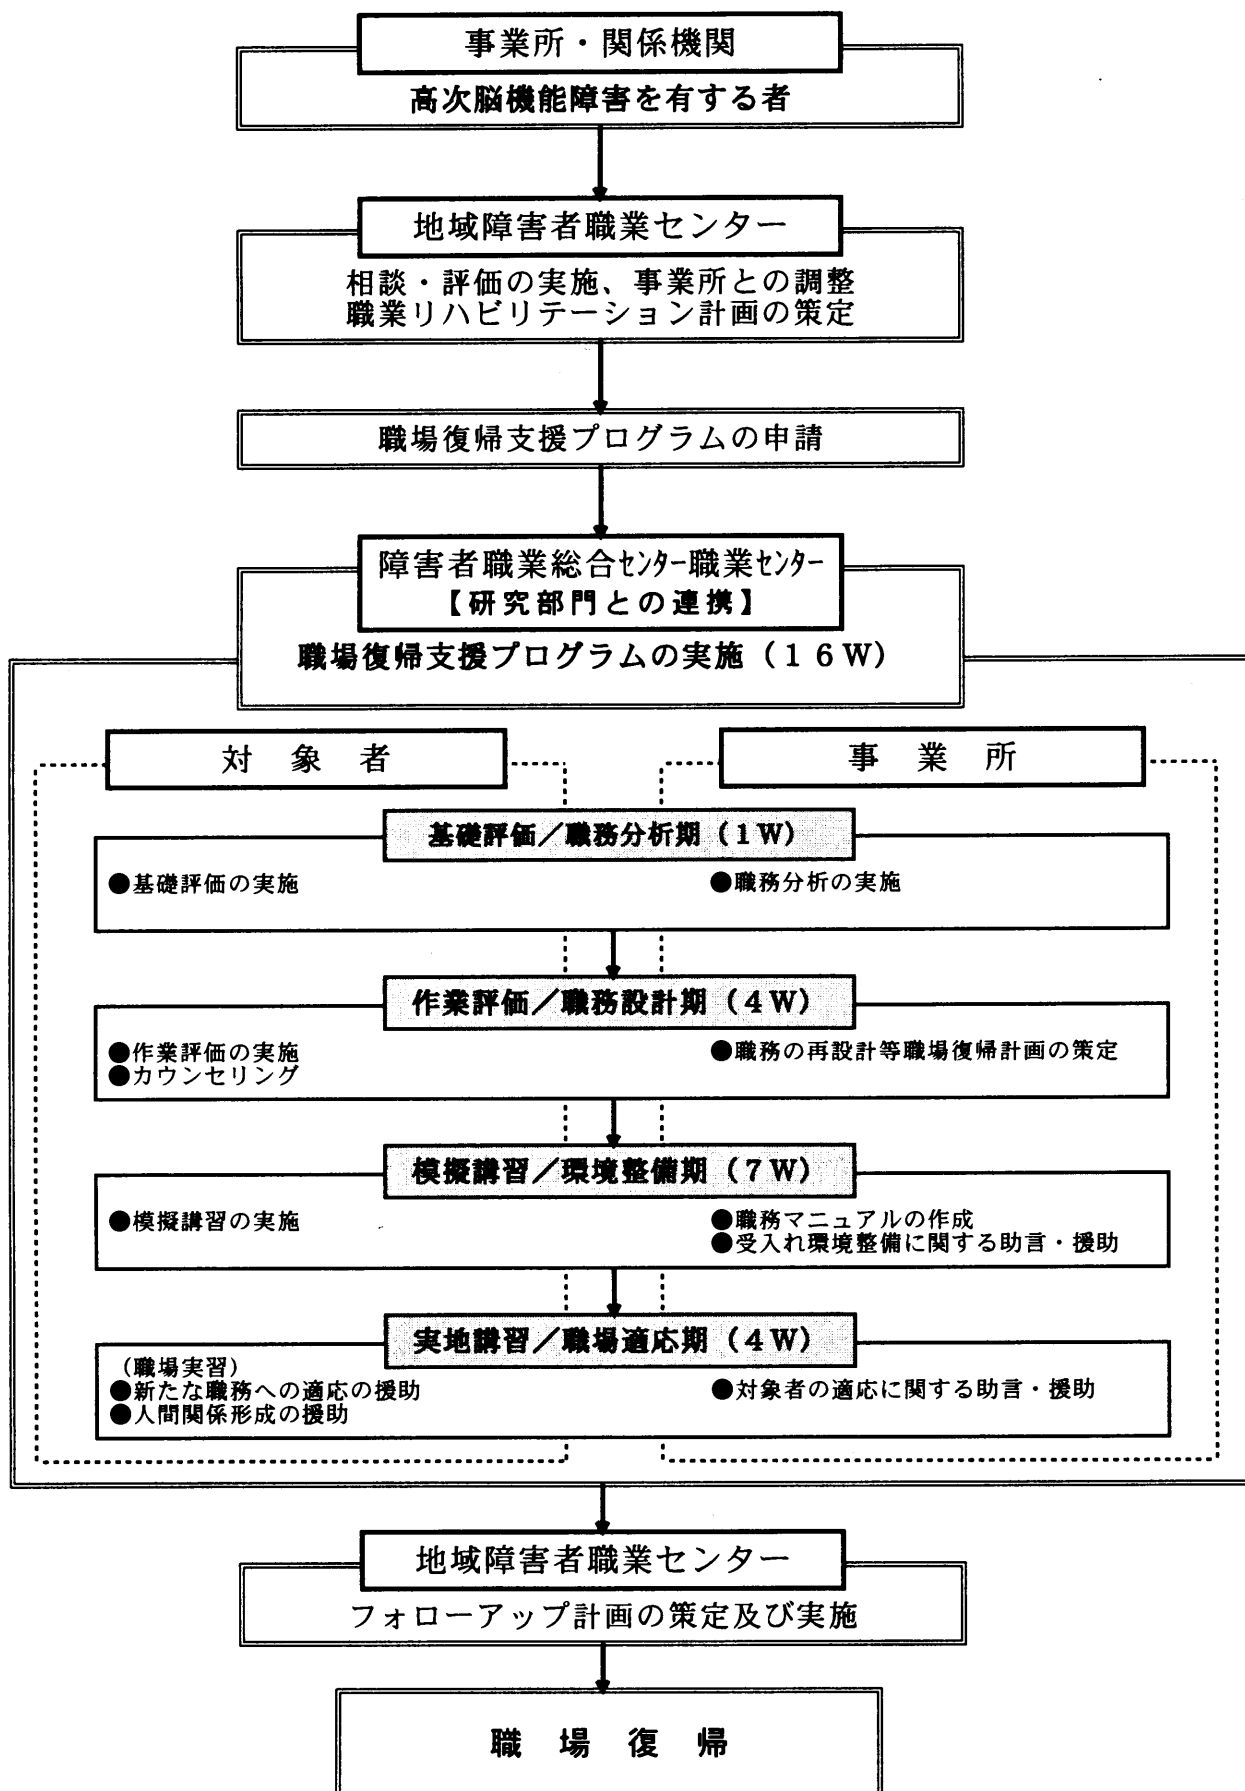 事業所・関係機関
高次脳機能障害を有する者
地域障害者職業センター
相談・評価の実施、事業所との調整
職業リハビリテーション計画の策定
職場復帰支援プログラムの申請
障害者職業総合ｾﾝﾀｰ職業ｾﾝﾀｰ
【研究部門との連携】
職場復帰支援プログラムの実施（１６Ｗ）
対　象　者
事　業　所
基礎評価／職務分析期（１Ｗ）
●基礎評価の実施
●職務分析の実施
作業評価／職務設計期（４Ｗ）
●作業評価の実施
●カウンセリング
●職務の再設計等職場復帰計画の策定
模擬講習／環境整備期（７Ｗ）
●模擬講習の実施
●職務マニュアルの作成
●受入れ環境整備に関する助言・援助
実地講習／職場適応期（４Ｗ）
（職場実習）
●新たな職務への適応の援助
●人間関係形成の援助
●対象者の適応に関する助言・援助
地域障害者職業センター
フォローアップ計画の策定及び実施
職　場　復　帰